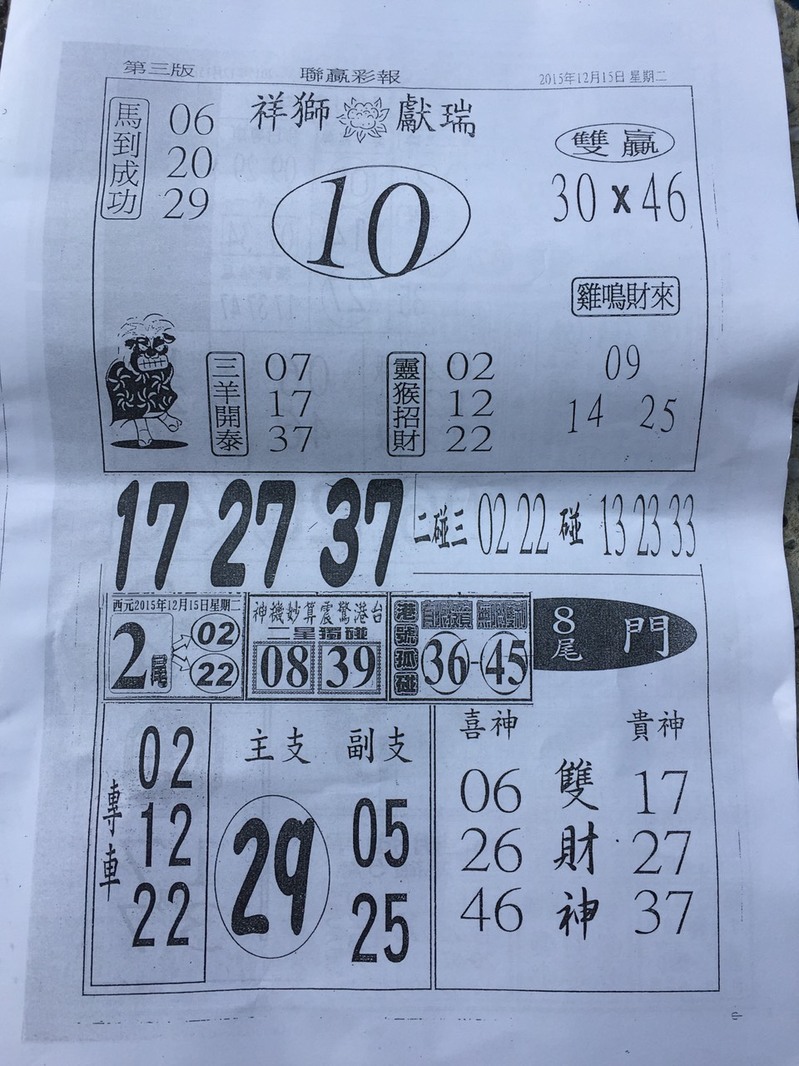 第三版 聯贏彩報 2015年12月15日 星期二
祥獅 獻瑞
馬到成功
06
20
29
10
雙贏
30 x 46
雞鳴財來
09
14 25
三羊開泰
07
17
37
靈猴招財
02
12
22
17 27 37
二碰三 02 22 碰 13 23 33
西元2015年12月15日星期二
2尾
02
22
神機妙算震驚港台
二星獨碰
08 39
港號孤碰
36-45
8尾 門
專車
02
12
22
主支 副支
29
05
25
喜神 貴神
雙財神
06 17
26 27
46 37